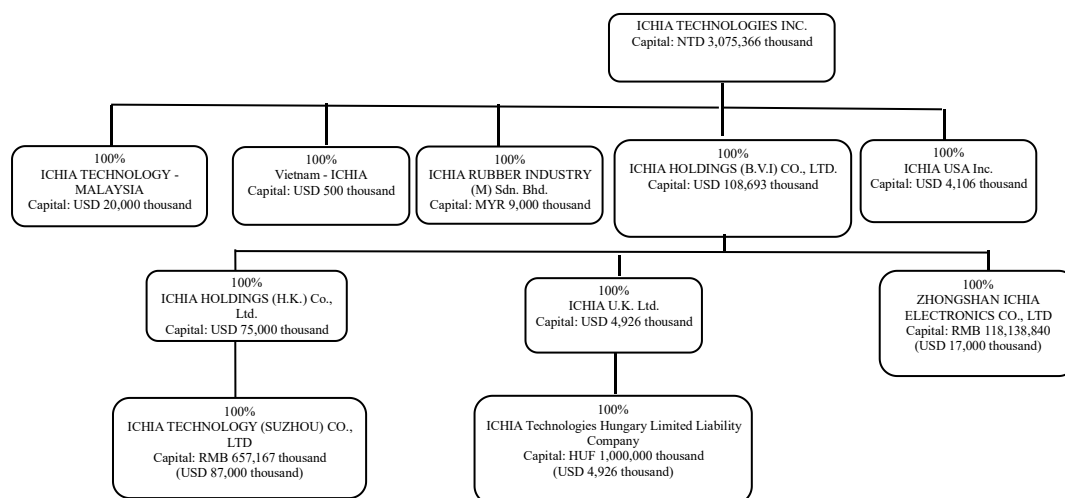 ICHIA TECHNOLOGIES INC.
Capital: NTD 3,075,366 thousand
100%
ICHIA TECHNOLOGY -
MALAYSIA
Capital: USD 20,000 thousand
100%
Vietnam - ICHIA
Capital: USD 500 thousand
100%
ICHIA RUBBER INDUSTRY
(M) Sdn. Bhd.
Capital: MYR 9,000 thousand
100%
ICHIA HOLDINGS (B.V.I) CO., LTD.
Capital: USD 108,693 thousand
100%
ICHIA USA Inc.
Capital: USD 4,106 thousand
100%
ICHIA HOLDINGS (H.K.) Co.,
Ltd.
Capital: USD 75,000 thousand
100%
ICHIA U.K. Ltd.
Capital: USD 4,926 thousand
100%
ZHONGSHAN ICHIA
ELECTRONICS CO., LTD
Capital: RMB 118,138,840
(USD 17,000 thousand)
100%
ICHIA TECHNOLOGY (SUZHOU) CO.,
LTD
Capital: RMB 657,167 thousand
(USD 87,000 thousand)
100%
ICHIA Technologies Hungary Limited Liability
Company
Capital: HUF 1,000,000 thousand
(USD 4,926 thousand)